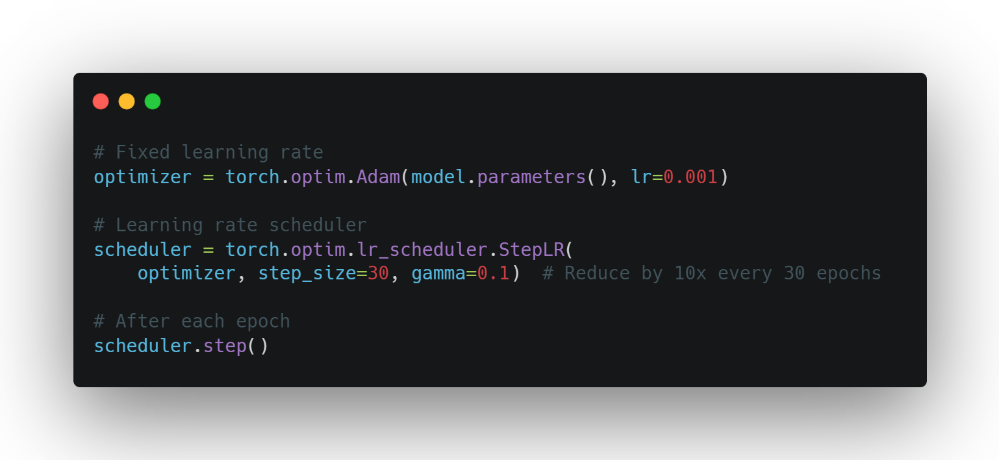 # Fixed learning rate
optimizer = torch.optim.Adam(model.parameters(), lr=0.001)
# Learning rate scheduler
scheduler = torch.optim.lr_scheduler.StepLR(
    optimizer, step_size=30, gamma=0.1)  # Reduce by 10x every 30 epochs
# After each epoch
scheduler.step()